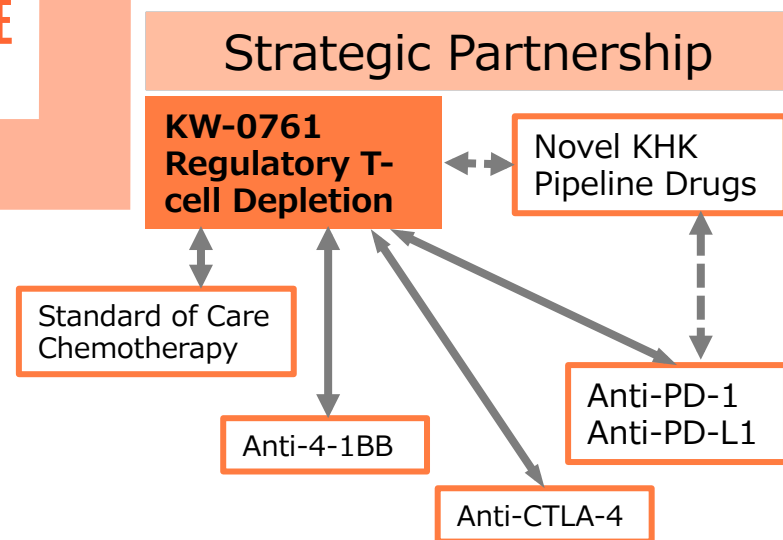 E
Strategic Partnership
KW-0761
Regulatory T-
cell Depletion
Novel KHK
Pipeline Drugs
Standard of Care
Chemotherapy
Anti-PD-1
Anti-PD-L1
Anti-4-1BB
Anti-CTLA-4